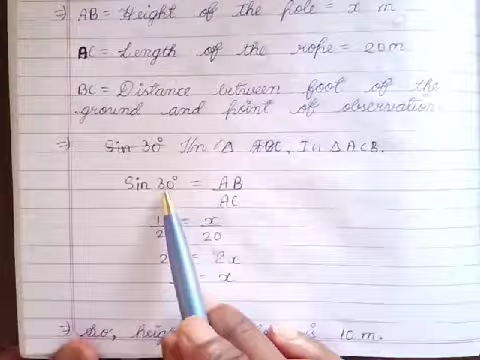 ⇒ AB = Height of the pole = x m
AC = Length of the rope = 20m
BC = Distance between foot of the
ground and point of observation
⇒ Sin 30° In Δ ABC, In Δ ACB.
Sin 30° = AB
AC
1 = x
2 20
2 = 2x
= x
⇒ So, is 10 m.